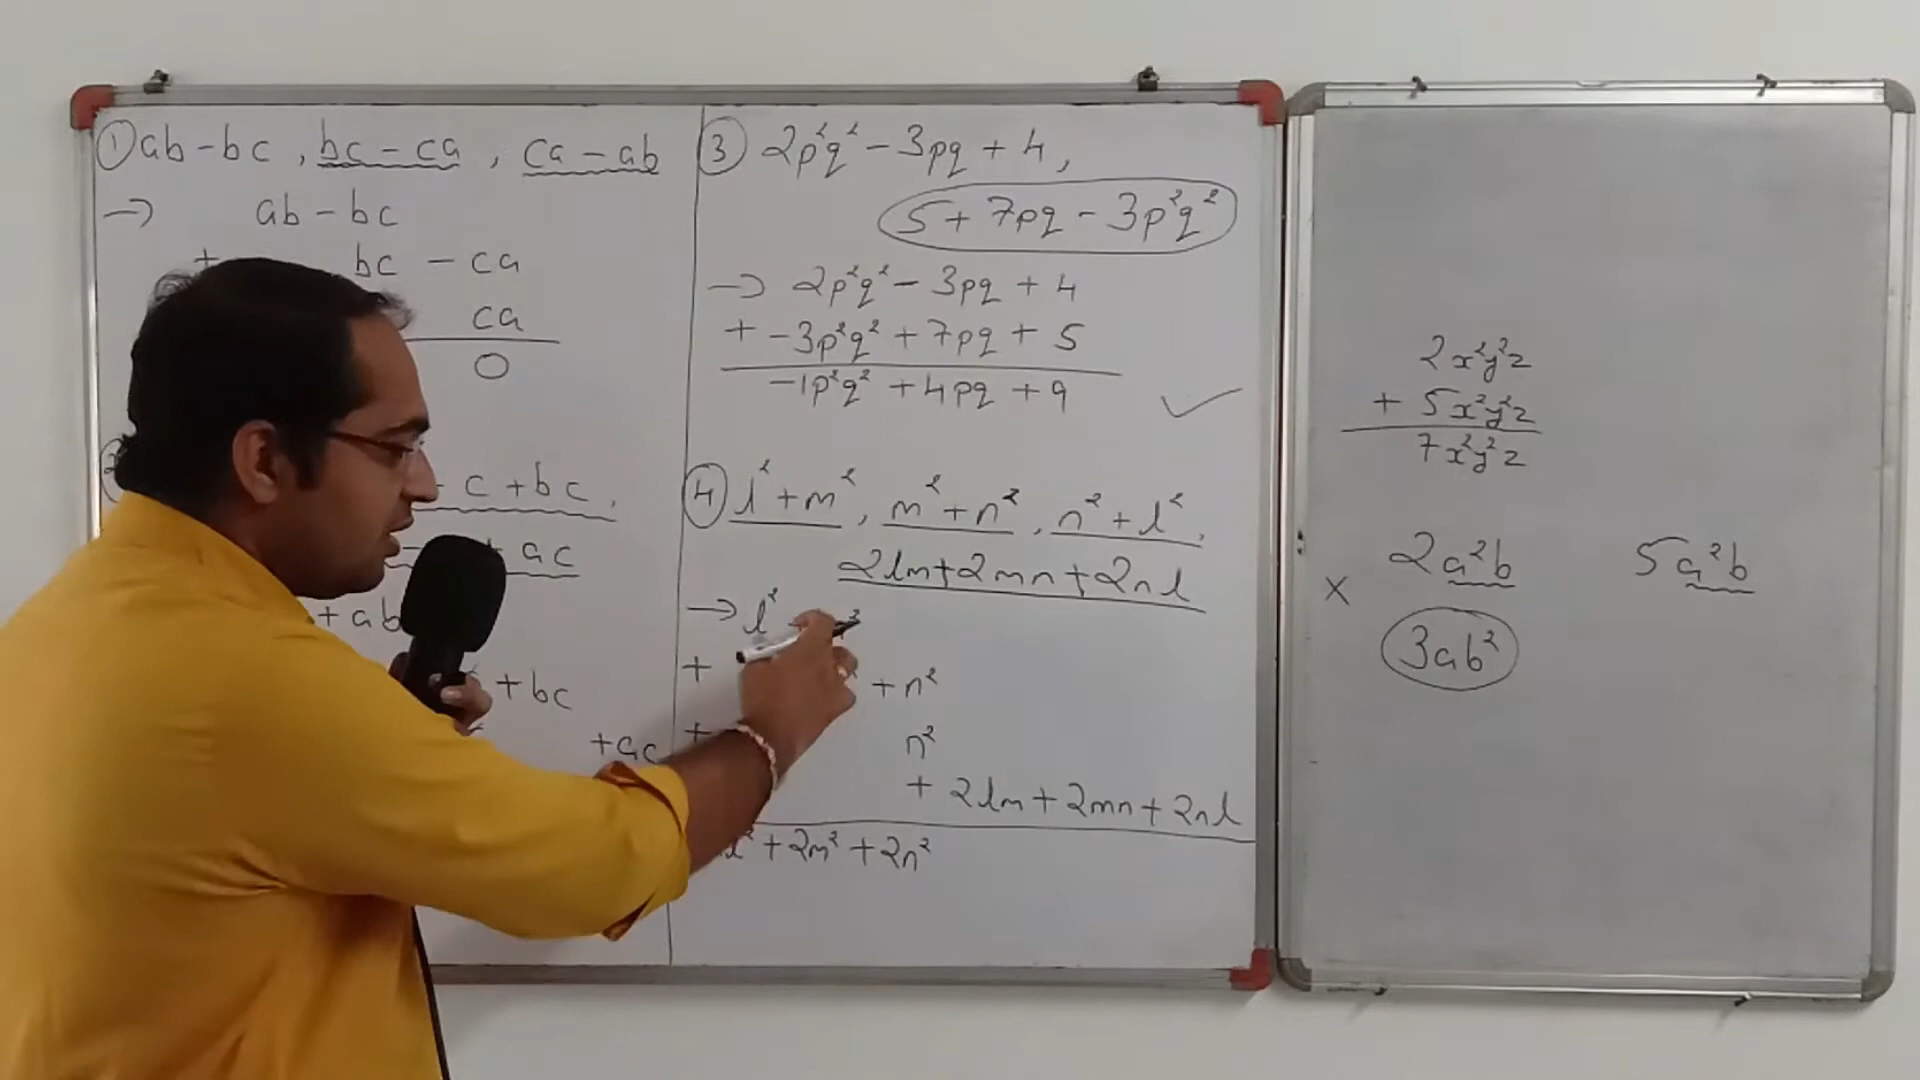 ① ab - bc , bc - ca , ca - ab
→ ab - bc
+ bc - ca
ca
0
- c + bc ,
+ ac
+ ab
+ bc
+ ac
③ 2p²q² - 3pq + 4 ,
5 + 7pq - 3p²q²
→ 2p²q² - 3pq + 4
+ -3p²q² + 7pq + 5
-1p²q² + 4pq + 9
④ l² + m² , m² + n² , n² + l² ,
2lm + 2mn + 2nl
→ l²
+ + n²
+ n²
+ 2lm + 2mn + 2nl
l² + 2m² + 2n²
2x²y²z
+ 5x²y²z
7x²y²z
2a²b 5a²b
×
3ab²